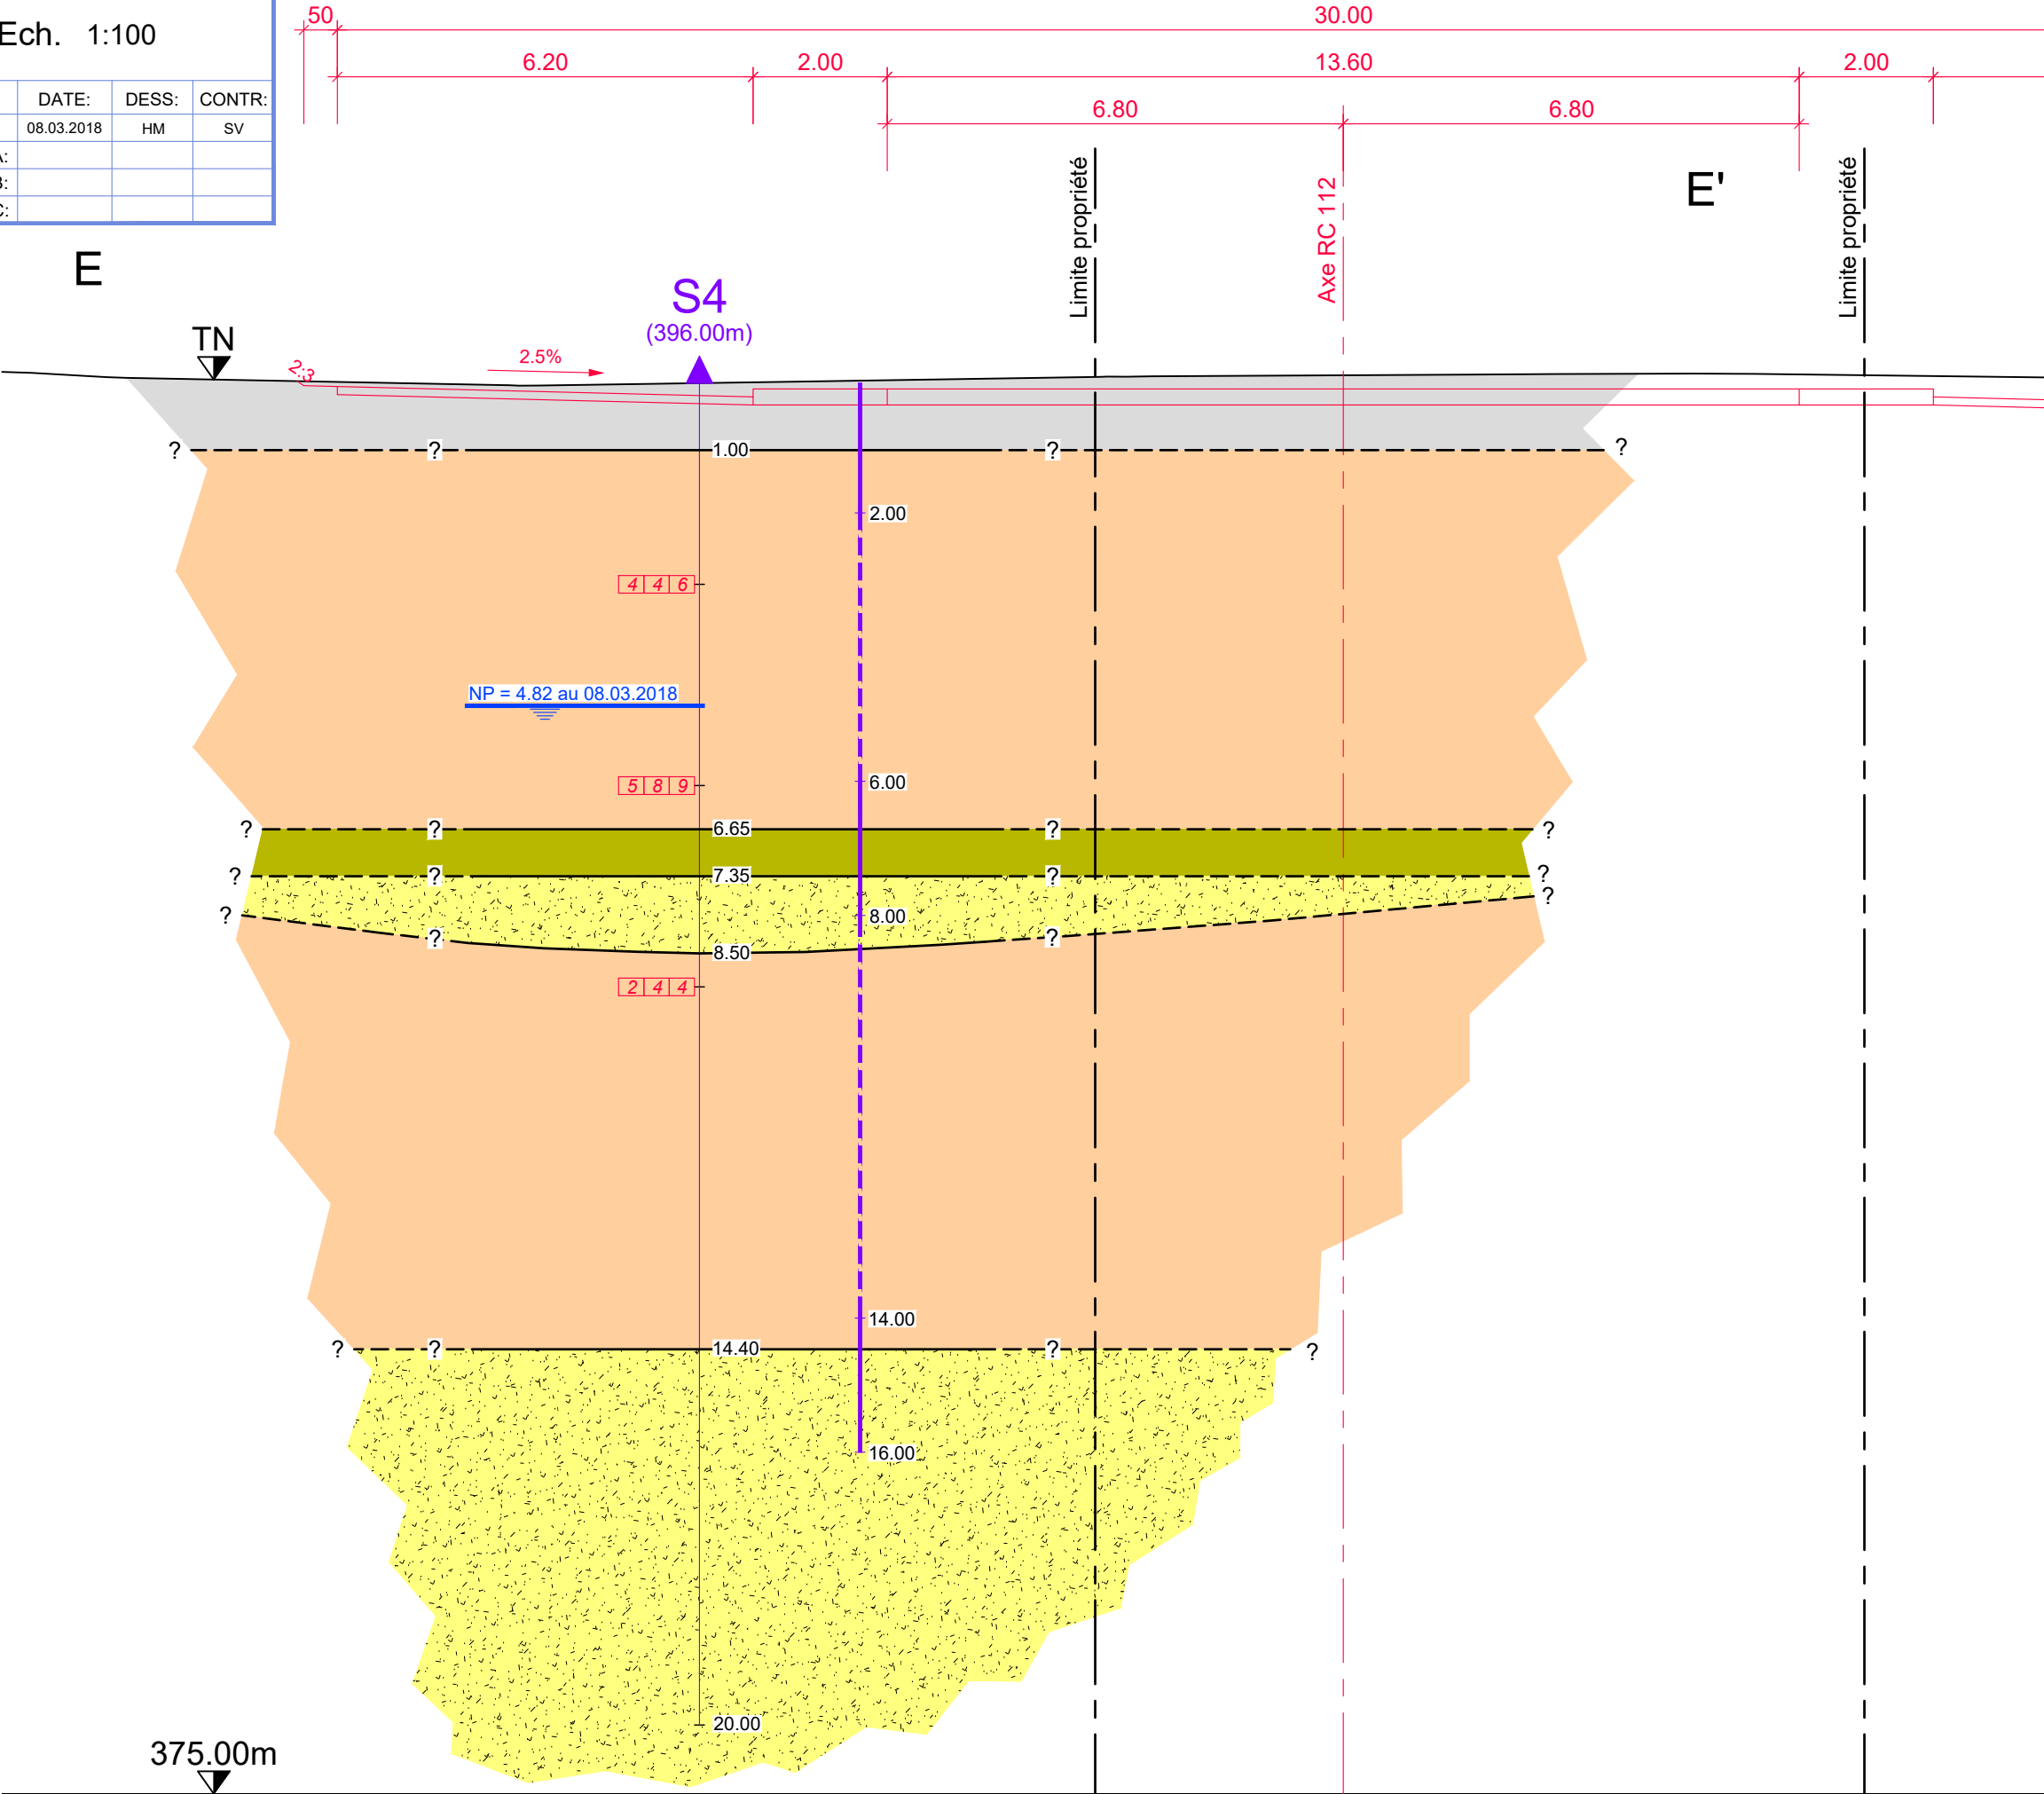 Ech. 1:100
DATE: DESS: CONTR:
08.03.2018 HM SV
A:
B:
C:
50 30.00
6.20 2.00 13.60 2.00
6.80 6.80
Limite propriété
Axe RC 112
Limite propriété
E
E'
S4
(396.00m)
TN
2:3
2.5%
? ? 1.00 ? ?
2.00
4 4 6
NP = 4.82 au 08.03.2018
6.00
5 8 9
? ? 6.65 ? ?
? ? 7.35 ? ?
?
? 8.00
? ?
8.50
2 4 4
14.00
? ? 14.40 ? ?
16.00
20.00
375.00m